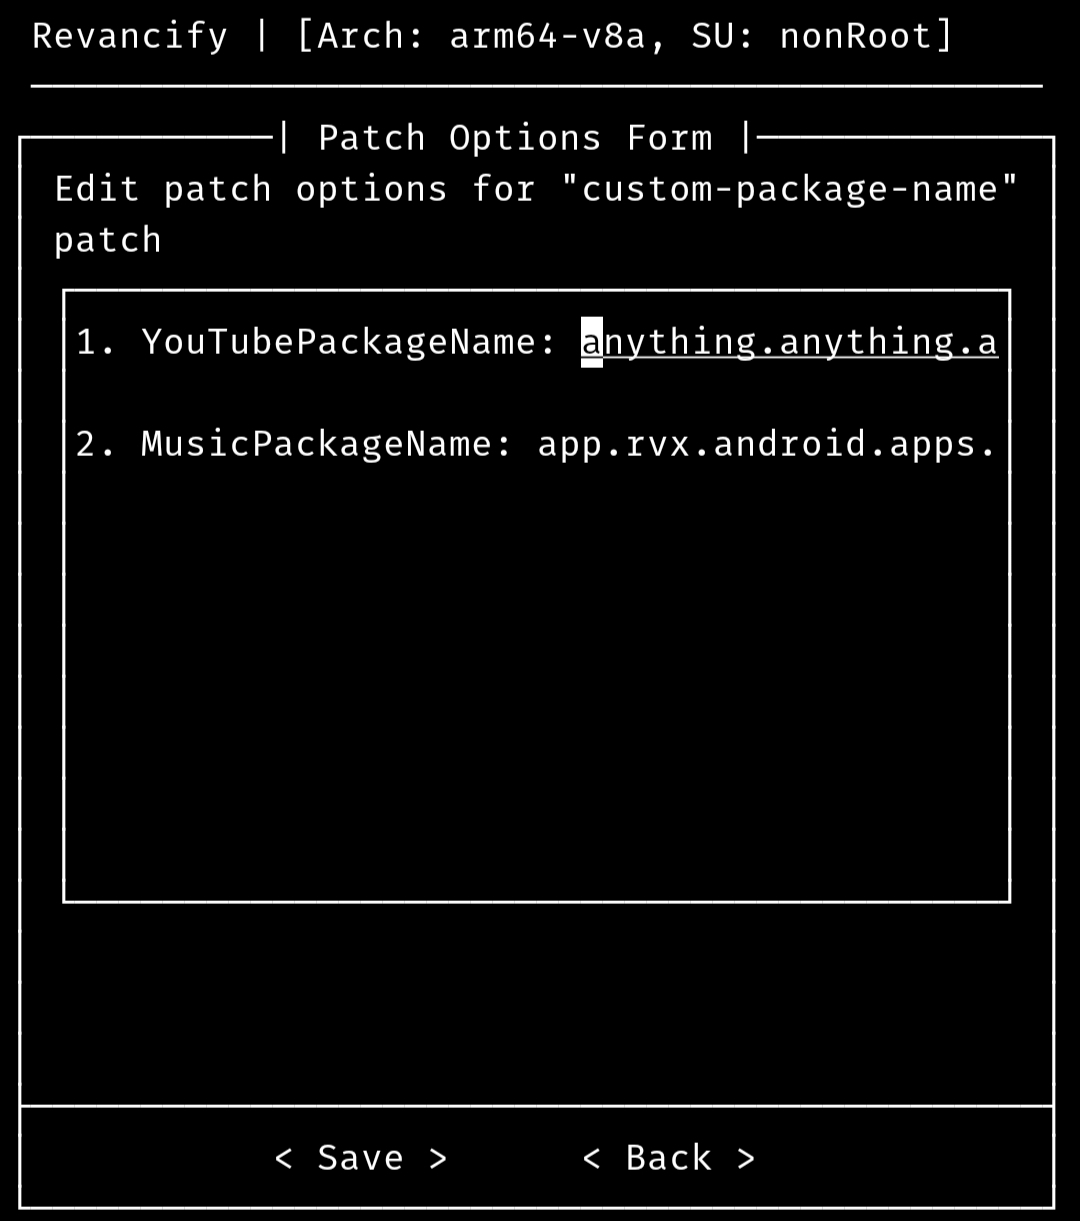 Revancify | [Arch: arm64-v8a, SU: nonRoot]
| Patch Options Form |
Edit patch options for "custom-package-name"
patch
1. YouTubePackageName: anything.anything.a
2. MusicPackageName: app.rvx.android.apps.
< Save > < Back >